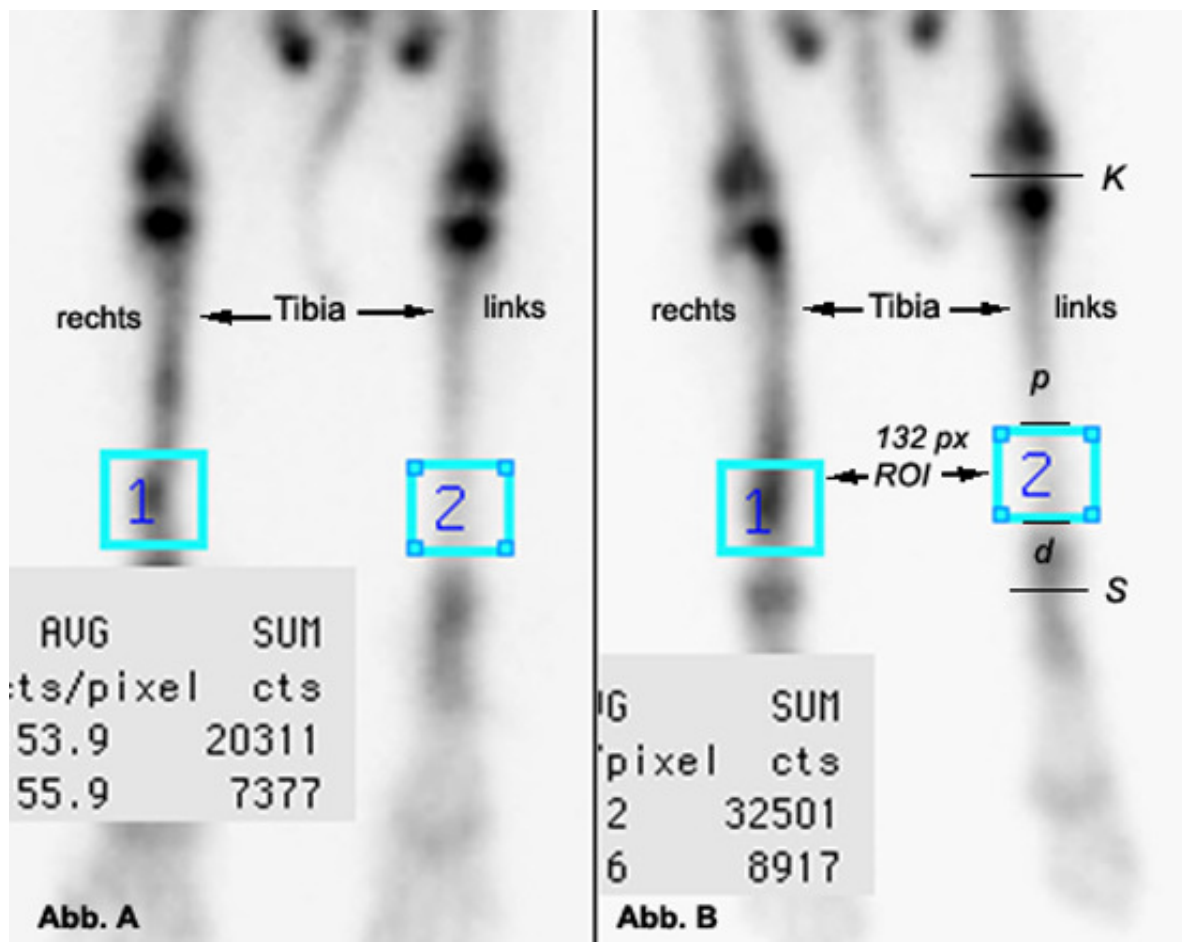 rechts
Tibia
links
1
2
AVG SUM
cts/pixel cts
53.9 20311
55.9 7377
Abb. A
K
rechts
Tibia
links
p
132 px
ROI
1
2
d
S
G SUM
pixel cts
2 32501
6 8917
Abb. B